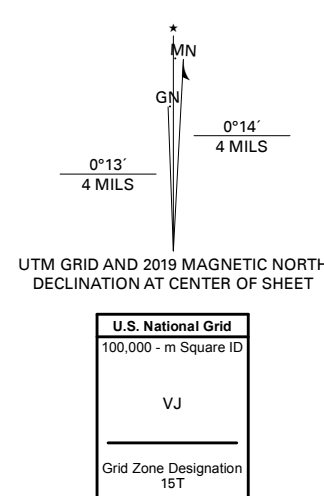 ★
MN
GN
0°14´
4 MILS
0°13´
4 MILS
UTM GRID AND 2019 MAGNETIC NORTH
DECLINATION AT CENTER OF SHEET
U.S. National Grid
100,000 - m Square ID
VJ
Grid Zone Designation
15T